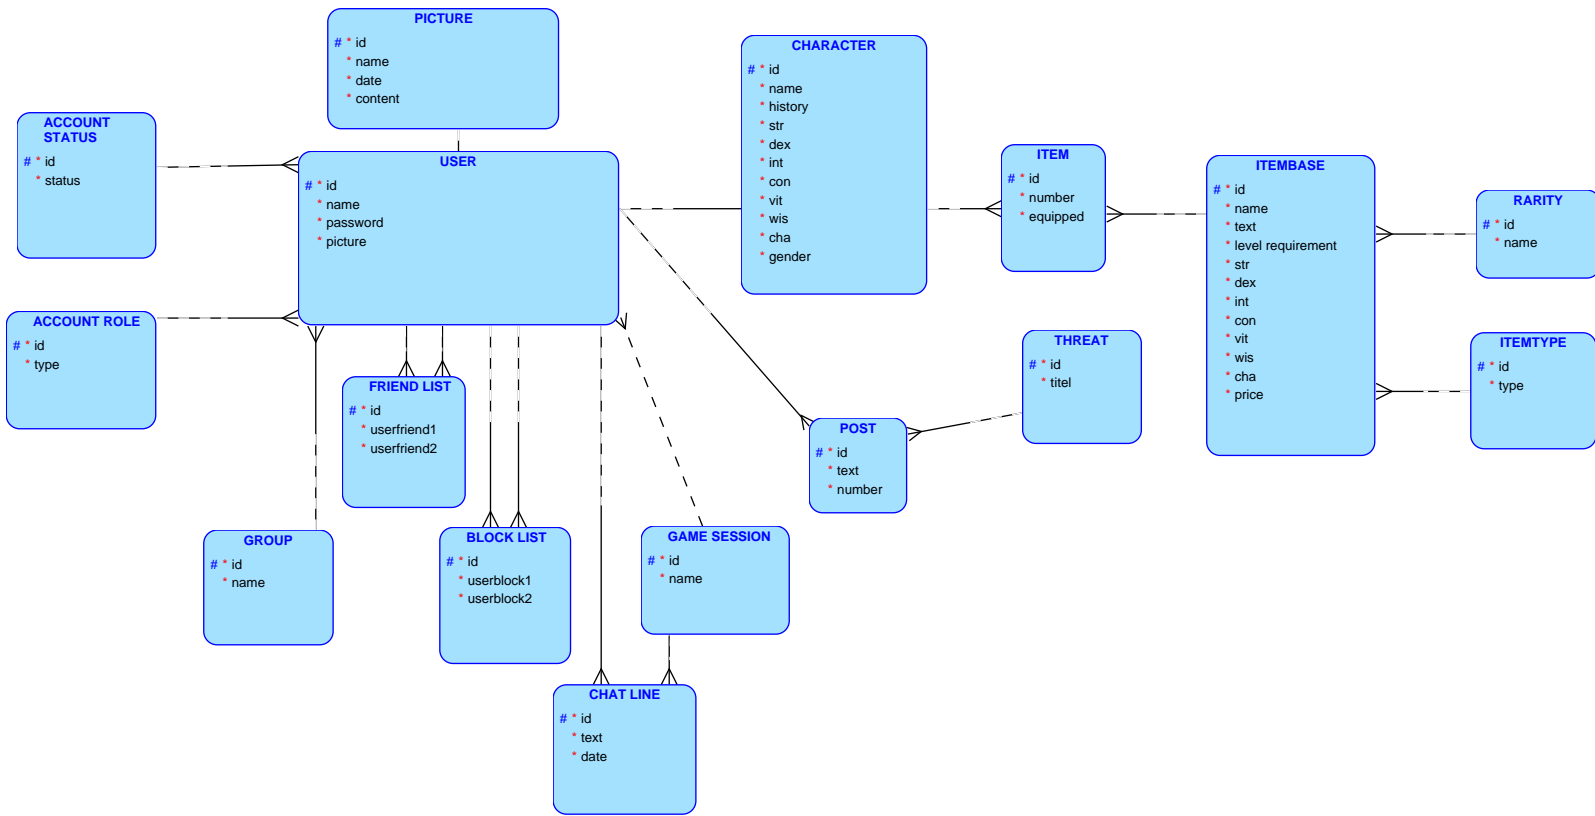 PICTURE
# * id
* name
* date
* content
CHARACTER
# * id
* name
* history
* str
* dex
* int
* con
* vit
* wis
* cha
* gender
ACCOUNT
STATUS
# * id
* status
USER
# * id
* name
* password
* picture
ITEM
# * id
* number
* equipped
ITEMBASE
# * id
* name
* text
* level requirement
* str
* dex
* int
* con
* vit
* wis
* cha
* price
RARITY
# * id
* name
ACCOUNT ROLE
# * id
* type
FRIEND LIST
# * id
* userfriend1
* userfriend2
THREAT
# * id
* titel
ITEMTYPE
# * id
* type
POST
# * id
* text
* number
GROUP
# * id
* name
BLOCK LIST
# * id
* userblock1
* userblock2
GAME SESSION
# * id
* name
CHAT LINE
# * id
* text
* date